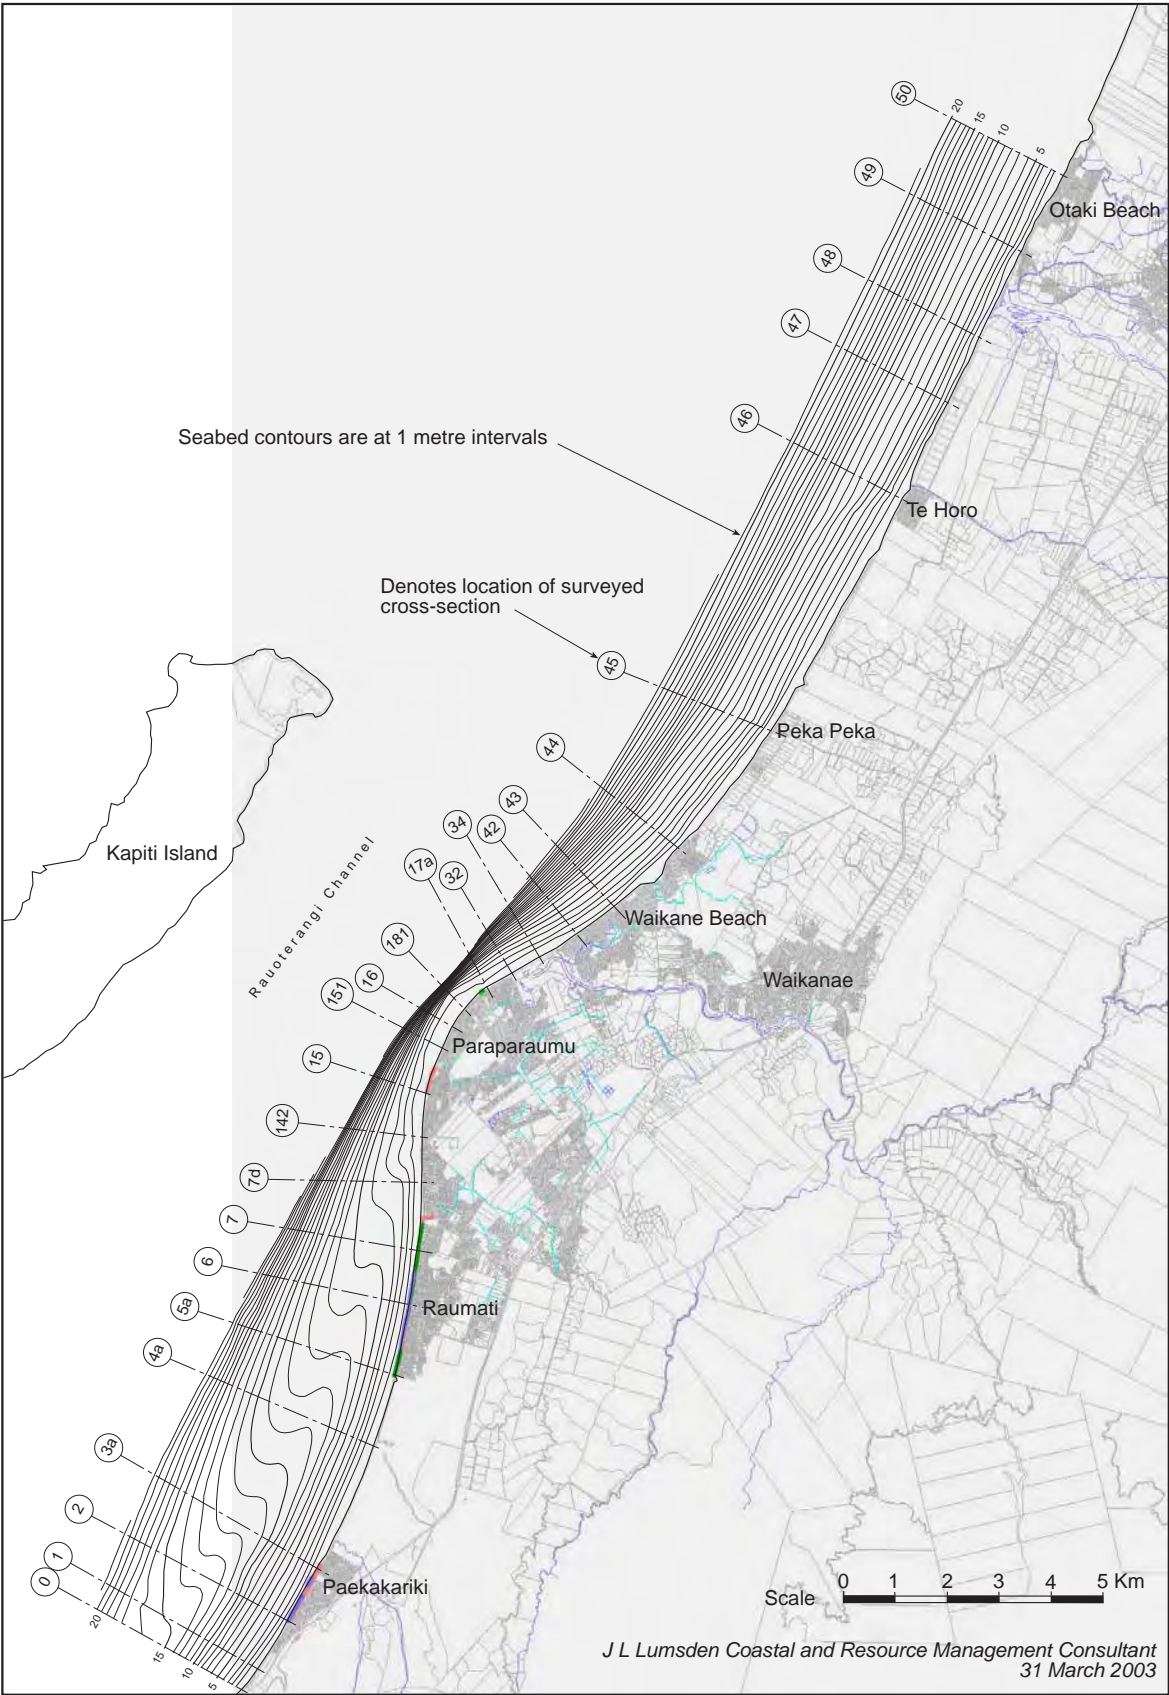 50
20
15
10
5
49
Otaki Beach
48
47
46
Seabed contours are at 1 metre intervals
Te Horo
Denotes location of surveyed
cross-section
45
Peka Peka
44
43
34
42
Kapiti Island
Rauoterangi Channel
17a
32
Waikane Beach
181
16
Waikanae
151
Paraparaumu
15
142
7d
7
6
5a
Raumati
4a
3a
2
1
0
Paekakariki
20
15
10
5
Scale
0 1 2 3 4 5 Km
J L Lumsden Coastal and Resource Management Consultant
31 March 2003